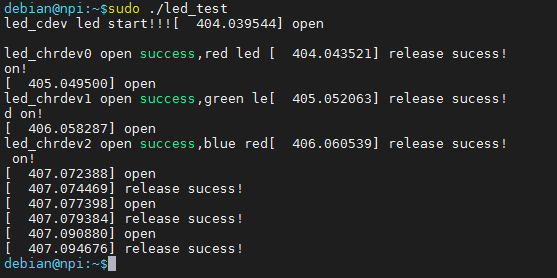 debian@npi:~$sudo ./led_test
led_cdev led start!!![  404.039544] open
led_chrdev0 open success,red led [  404.043521] release sucess!
on!
[  405.049500] open
led_chrdev1 open success,green le[  405.052063] release sucess!
d on!
[  406.058287] open
led_chrdev2 open success,blue red[  406.060539] release sucess!
 on!
[  407.072388] open
[  407.074469] release sucess!
[  407.077398] open
[  407.079384] release sucess!
[  407.090880] open
[  407.094676] release sucess!
debian@npi:~$